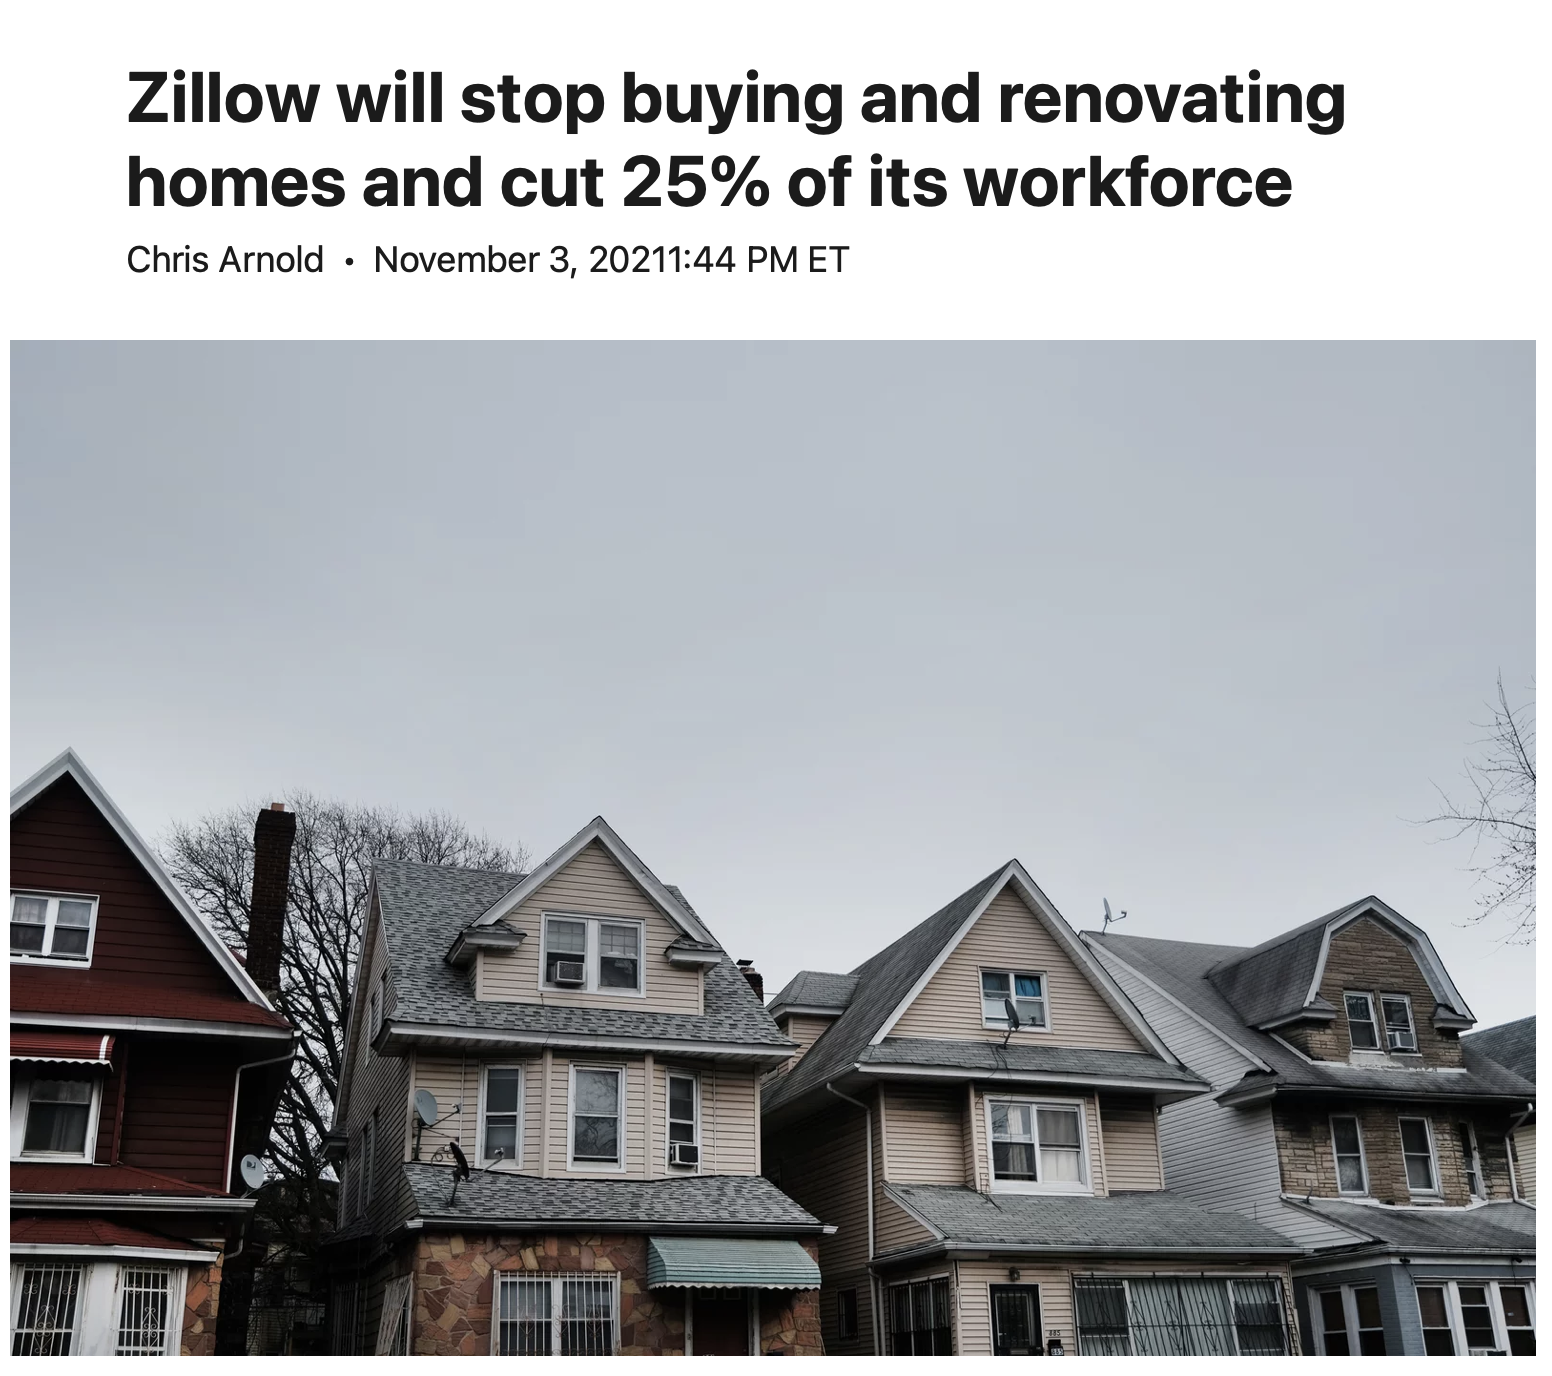 Zillow will stop buying and renovating
homes and cut 25% of its workforce
Chris Arnold • November 3, 20211:44 PM ET
885